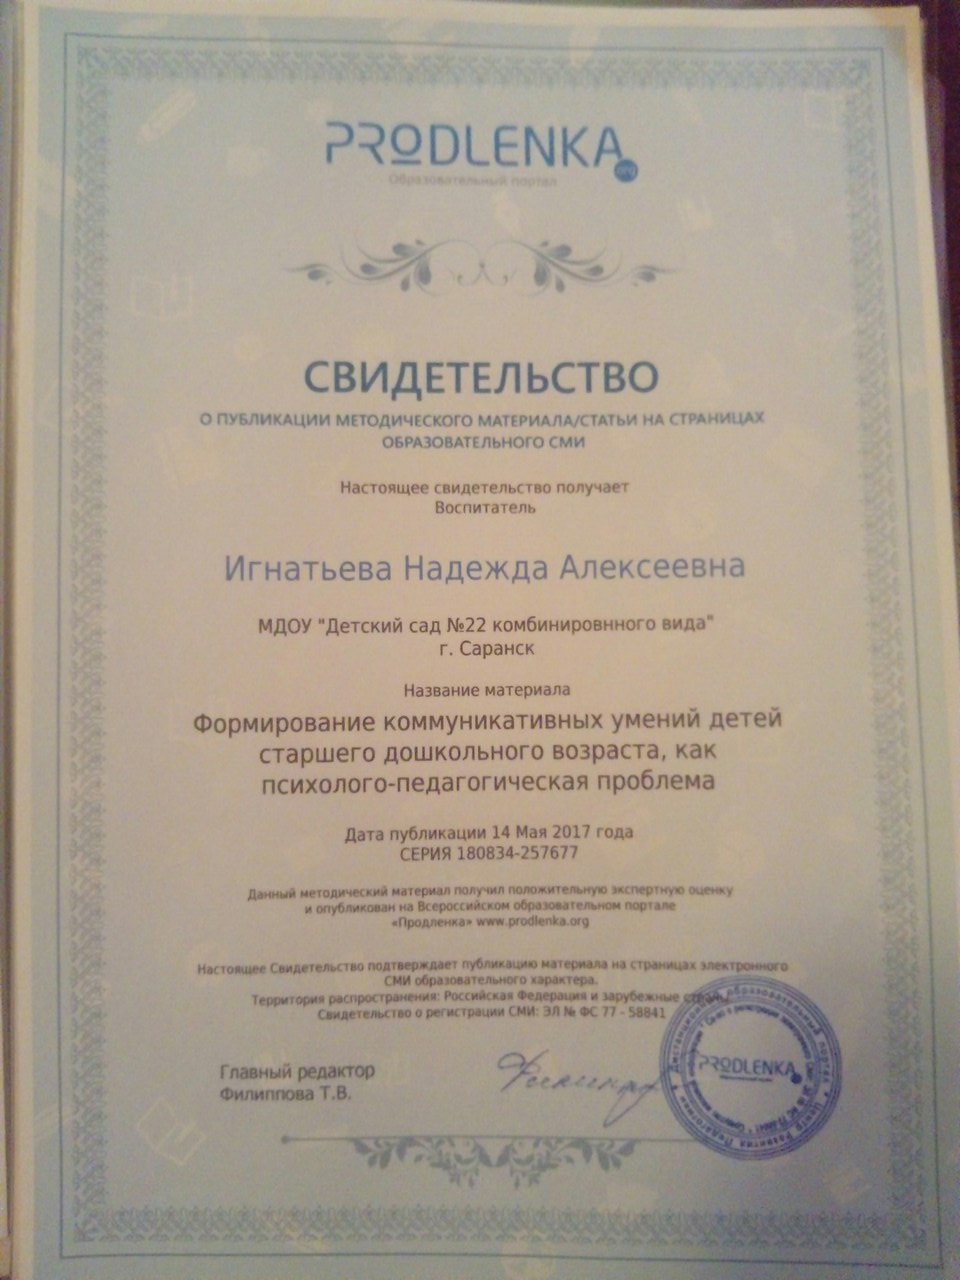 PRODLENKA.org
Образовательный портал
СВИДЕТЕЛЬСТВО
О ПУБЛИКАЦИИ МЕТОДИЧЕСКОГО МАТЕРИАЛА/СТАТЬИ НА СТРАНИЦАХ
ОБРАЗОВАТЕЛЬНОГО СМИ
Настоящее свидетельство получает
Воспитатель
Игнатьева Надежда Алексеевна
МДОУ "Детский сад №22 комбинировнного вида"
г. Саранск
Название материала
Формирование коммуникативных умений детей
старшего дошкольного возраста, как
психолого-педагогическая проблема
Дата публикации 14 Мая 2017 года
СЕРИЯ 180834-257677
Данный методический материал получил положительную экспертную оценку
и опубликован на Всероссийском образовательном портале
«Продленка» www.prodlenka.org
Настоящее Свидетельство подтверждает публикацию материала на страницах электронного
СМИ образовательного характера.
Территория распространения: Российская Федерация и зарубежные
Свидетельство о регистрации СМИ: ЭЛ № ФС 77 - 58841
Главный редактор
Филиппова Т.В.
PRODLENKA